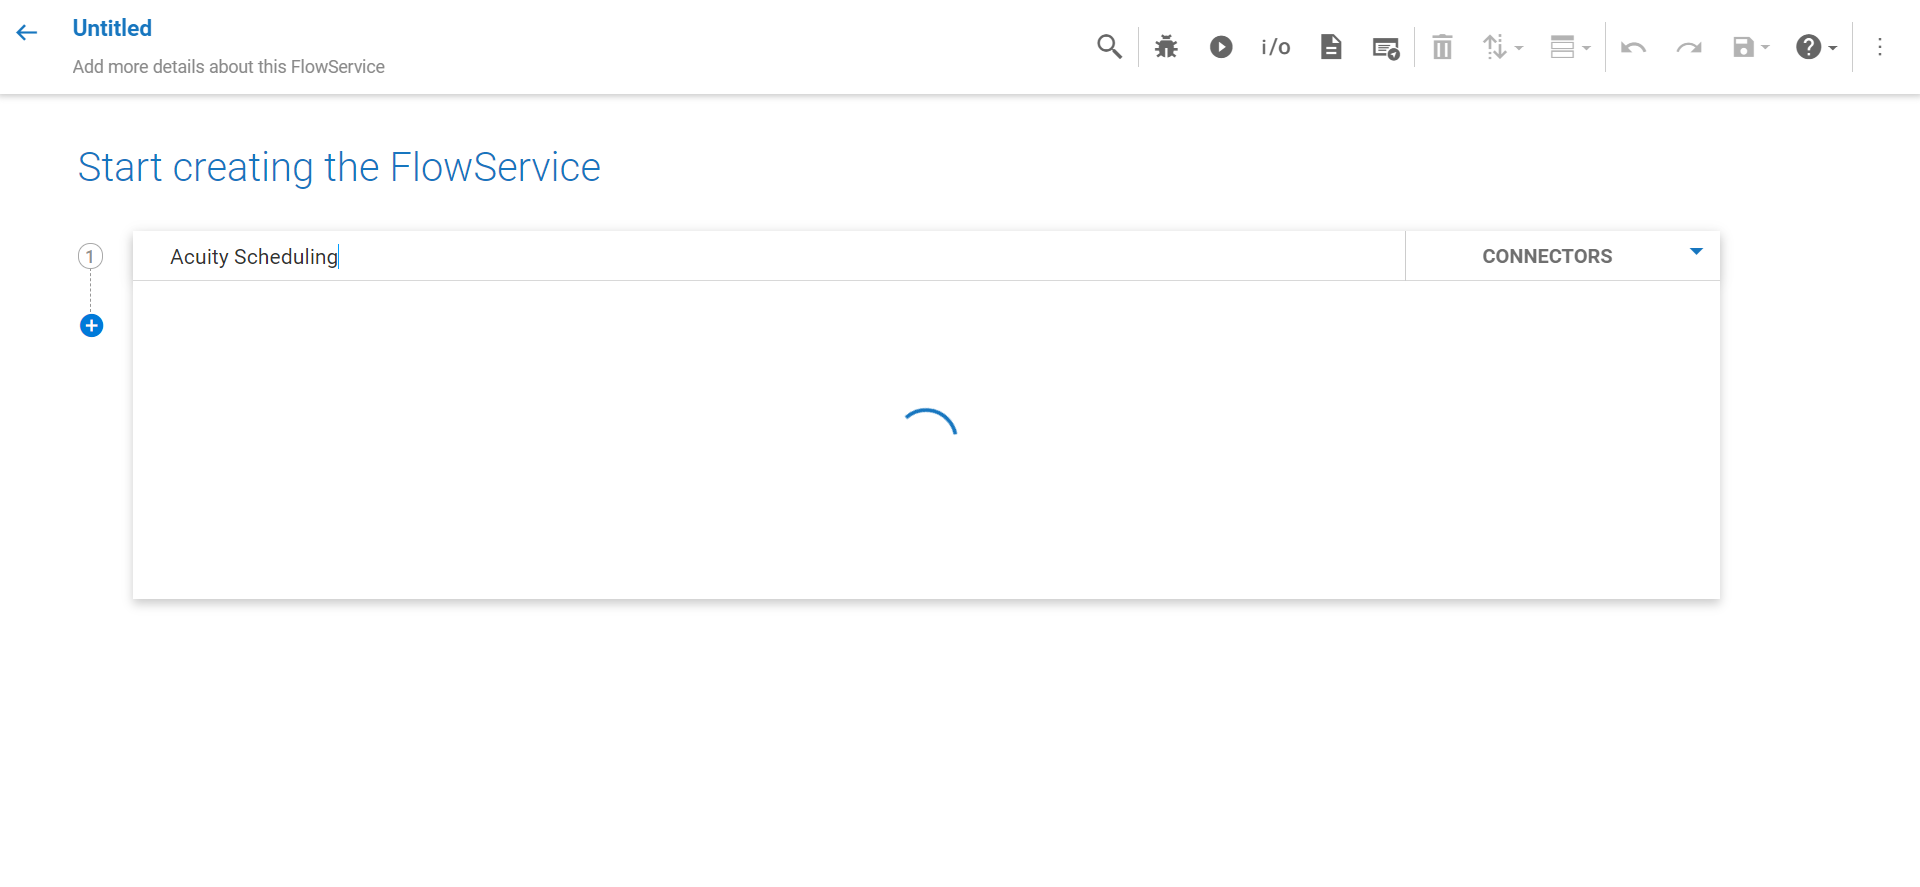 Untitled
Add more details about this FlowService
i/o
Start creating the FlowService
1
Acuity Scheduling
CONNECTORS